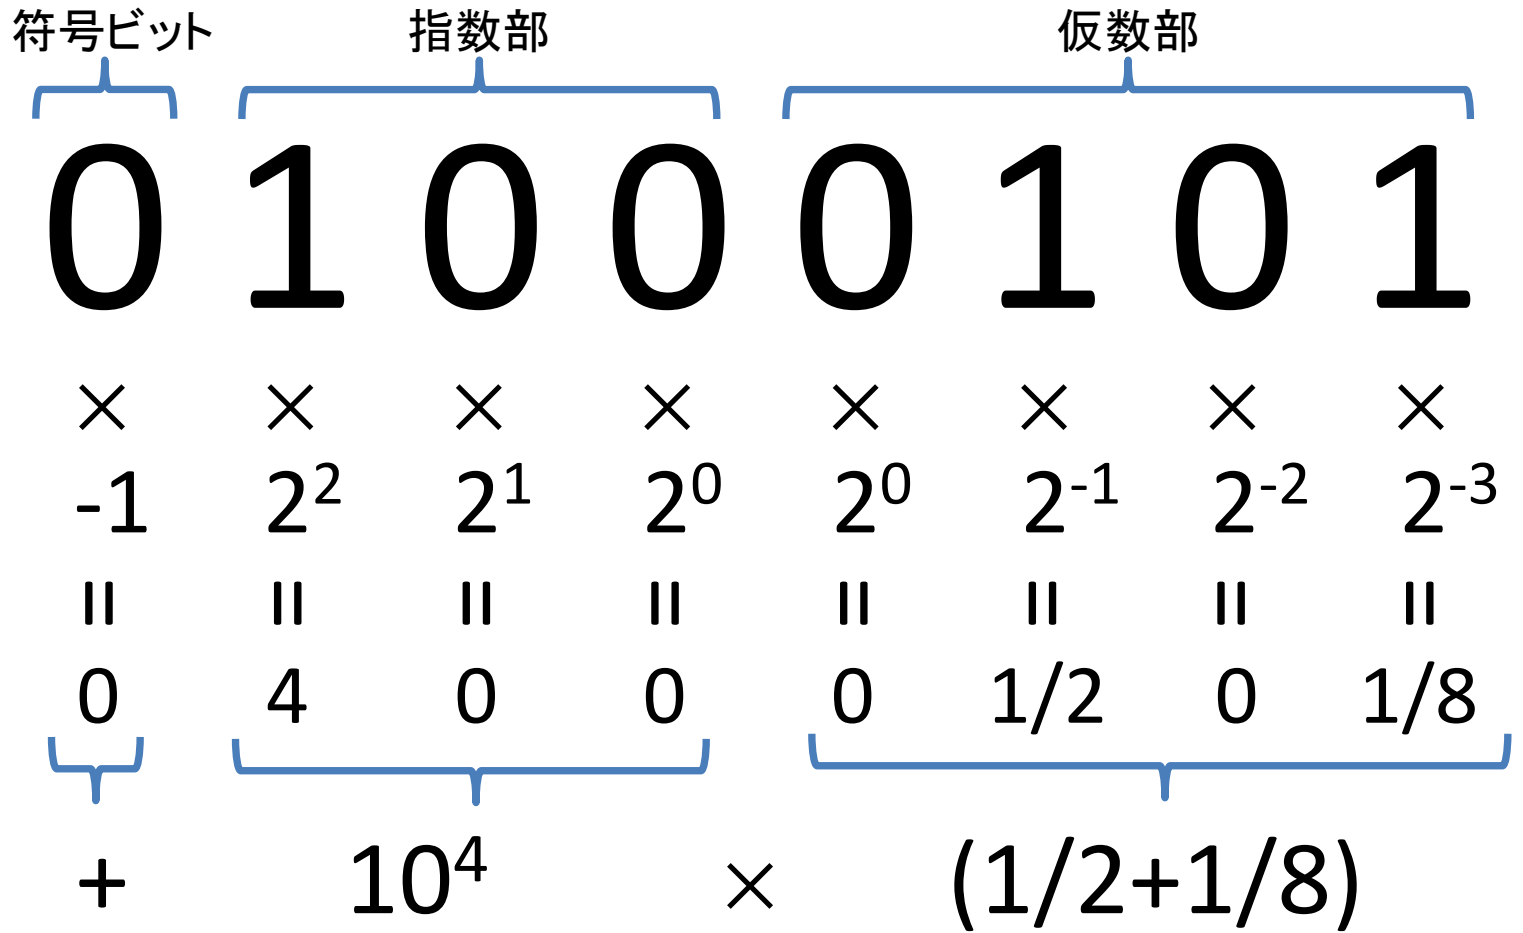 符号ビット 指数部 仮数部
0 1 0 0 0 1 0 1
× × × × × × × ×
-1 2² 2¹ 2⁰ 2⁰ 2⁻¹ 2⁻² 2⁻³
= = = = = = = =
0 4 0 0 0 1/2 0 1/8
+ 10⁴ × (1/2+1/8)